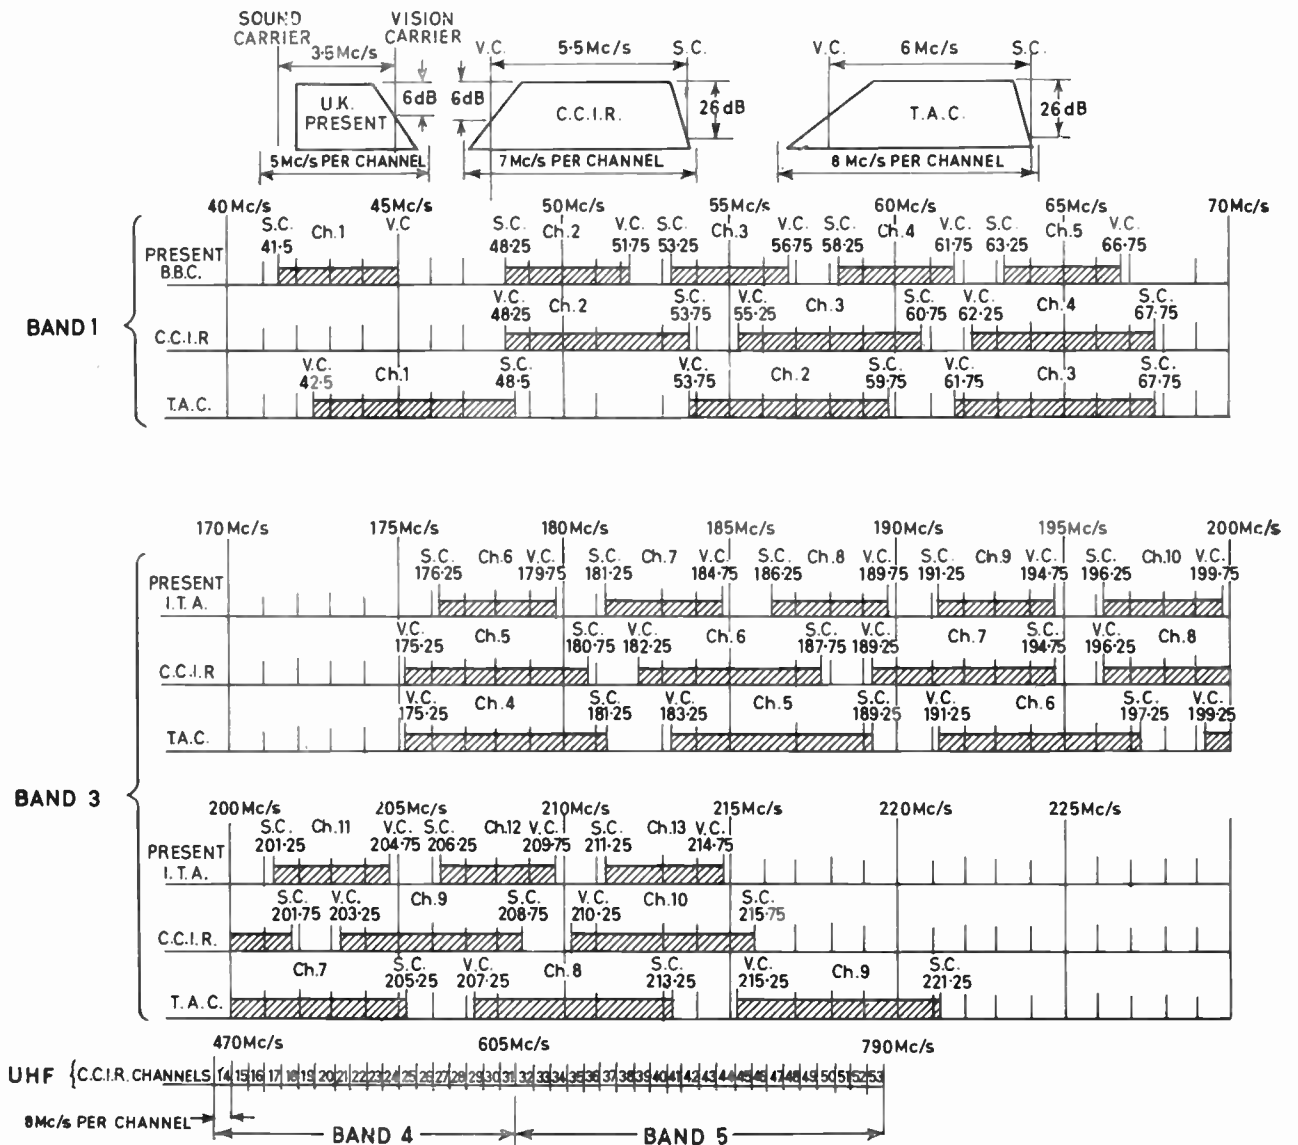 SOUND CARRIER
VISION CARRIER
3·5Mc/s
V.C. 5·5Mc/s S.C.
V.C. 6Mc/s S.C.
6dB 6dB 26dB 26dB
U.K. PRESENT
C.C.I.R.
T.A.C.
5Mc/s PER CHANNEL
7Mc/s PER CHANNEL
8Mc/s PER CHANNEL
40Mc/s 45Mc/s 50Mc/s 55Mc/s 60Mc/s 65Mc/s 70Mc/s
BAND 1
PRESENT B.B.C.
S.C. 41·5 Ch.1 V.C
S.C. 48·25 Ch.2 V.C. 51·75
S.C. 53·25 Ch.3 V.C. 56·75
S.C. 58·25 Ch.4 V.C. 61·75
S.C. 63·25 Ch.5 V.C. 66·75
C.C.I.R
V.C. 48·25 Ch.2 S.C. 53·75
V.C. 55·25 Ch.3 S.C. 60·75
V.C. 62·25 Ch.4 S.C. 67·75
T.A.C.
V.C. 42·5 Ch.1 S.C. 48·5
V.C. 53·75 Ch.2 S.C. 59·75
V.C. 61·75 Ch.3 S.C. 67·75
170Mc/s 175Mc/s 180Mc/s 185Mc/s 190Mc/s 195Mc/s 200Mc/s
BAND 3
PRESENT I.T.A.
S.C. 176·25 Ch.6 V.C. 179·75
S.C. 181·25 Ch.7 V.C. 184·75
S.C. 186·25 Ch.8 V.C. 189·75
S.C. 191·25 Ch.9 V.C. 194·75
S.C. 196·25 Ch.10 V.C. 199·75
C.C.I.R
V.C. 175·25 Ch.5 S.C. 180·75
V.C. 182·25 Ch.6 S.C. 187·75
V.C. 189·25 Ch.7 S.C. 194·75
V.C. 196·25 Ch.8
T.A.C.
V.C. 175·25 Ch.4 S.C. 181·25
V.C. 183·25 Ch.5 S.C. 189·25
V.C. 191·25 Ch.6 S.C. 197·25
V.C. 199·25
200Mc/s 205Mc/s 210Mc/s 215Mc/s 220Mc/s 225Mc/s
PRESENT I.T.A.
S.C. 201·25 Ch.11 V.C. 204·75
S.C. 206·25 Ch.12 V.C. 209·75
S.C. 211·25 Ch.13 V.C. 214·75
C.C.I.R.
S.C. 201·75
V.C. 203·25 Ch.9 S.C. 208·75
V.C. 210·25 Ch.10 S.C. 215·75
T.A.C.
Ch.7 S.C. 205·25
V.C. 207·25 Ch.8 S.C. 213·25
V.C. 215·25 Ch.9 S.C. 221·25
470Mc/s 605Mc/s 790Mc/s
UHF {C.C.I.R. CHANNELS 14 15 16 17 18 19 20 21 22 23 24 25 26 27 28 29 30 31 32 33 34 35 36 37 38 39 40 41 42 43 44 45 46 47 48 49 50 51 52 53
8Mc/s PER CHANNEL
BAND 4 BAND 5